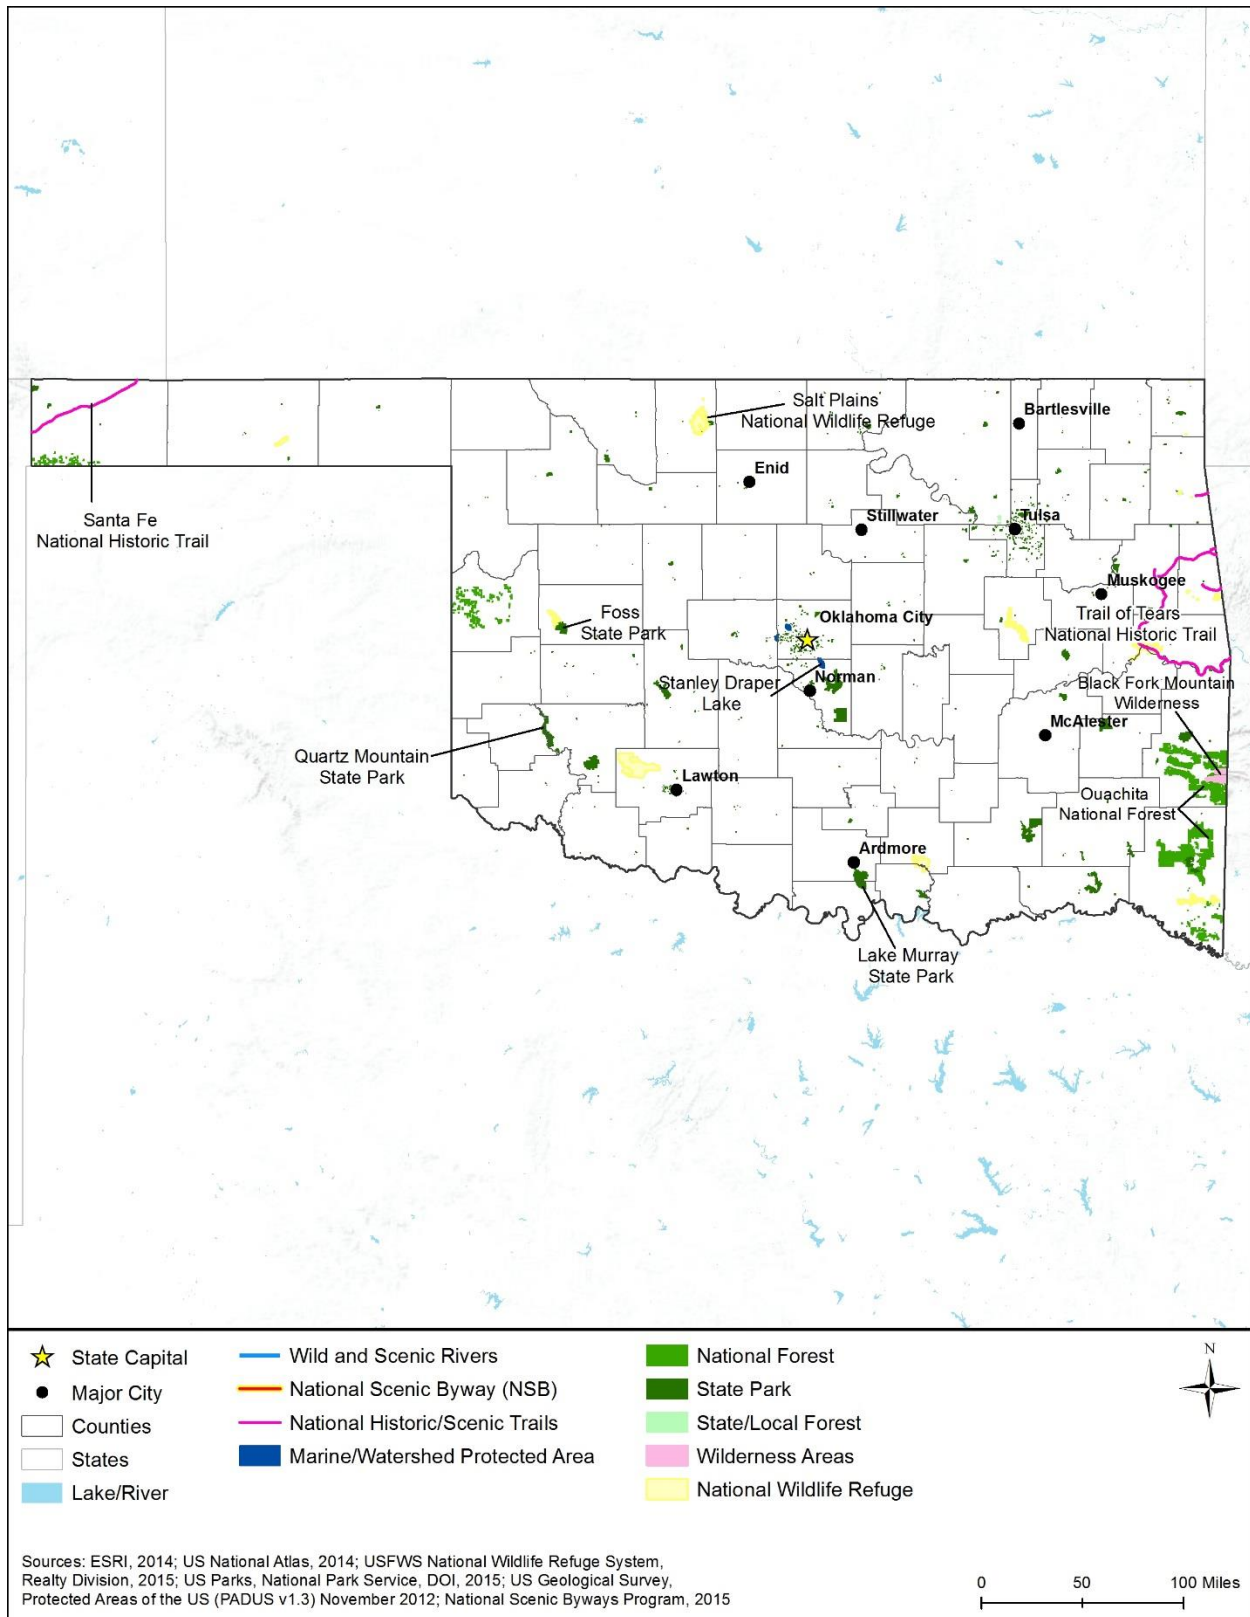 Salt Plains
National Wildlife Refuge
Bartlesville
Enid
Santa Fe
National Historic Trail
Stillwater
Tulsa
Muskogee
Trail of Tears
National Historic Trail
Foss
State Park
Oklahoma City
Stanley Draper
Lake
Norman
Black Fork Mountain
Wilderness
McAlester
Quartz Mountain
State Park
Lawton
Ouachita
National Forest
Ardmore
Lake Murray
State Park
State Capital
Major City
Counties
States
Lake/River
Wild and Scenic Rivers
National Scenic Byway (NSB)
National Historic/Scenic Trails
Marine/Watershed Protected Area
National Forest
State Park
State/Local Forest
Wilderness Areas
National Wildlife Refuge
N
Sources: ESRI, 2014; US National Atlas, 2014; USFWS National Wildlife Refuge System,
Realty Division, 2015; US Parks, National Park Service, DOI, 2015; US Geological Survey,
Protected Areas of the US (PADUS v1.3) November 2012; National Scenic Byways Program, 2015
0 50 100 Miles